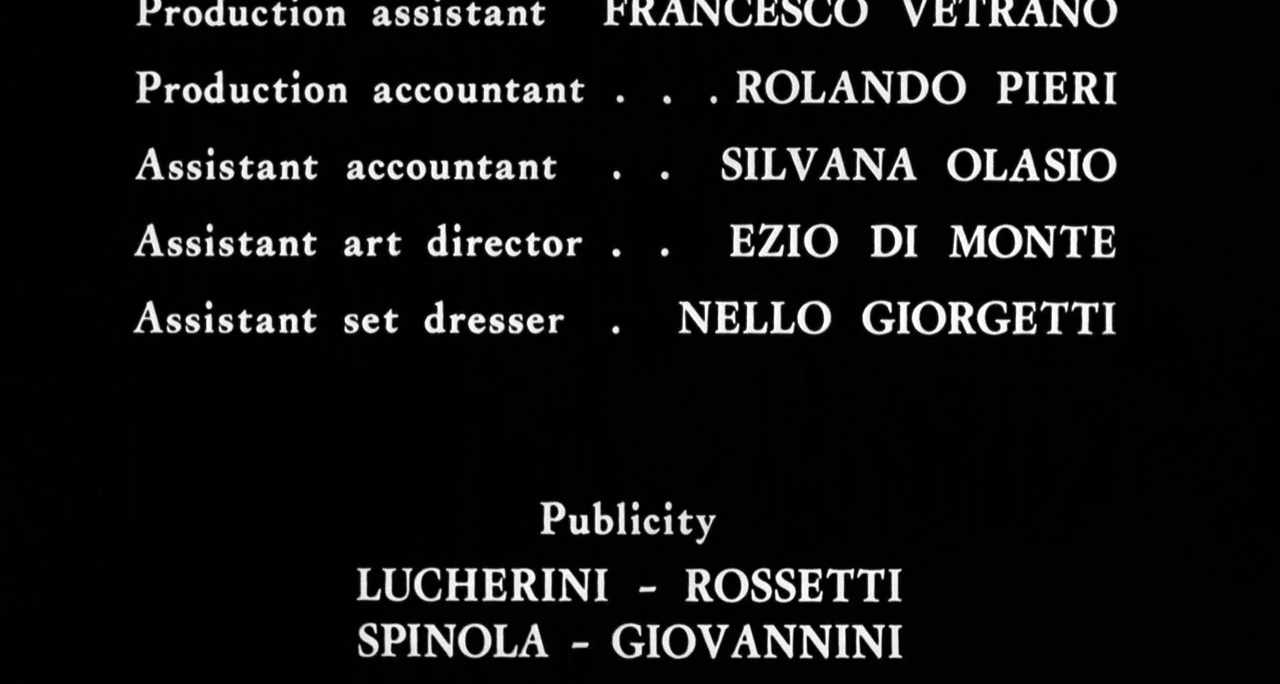 Production assistant FRANCESCO VETRANO
Production accountant . . . ROLANDO PIERI
Assistant accountant . . SILVANA OLASIO
Assistant art director . . EZIO DI MONTE
Assistant set dresser . NELLO GIORGETTI
Publicity
LUCHERINI - ROSSETTI
SPINOLA - GIOVANNINI